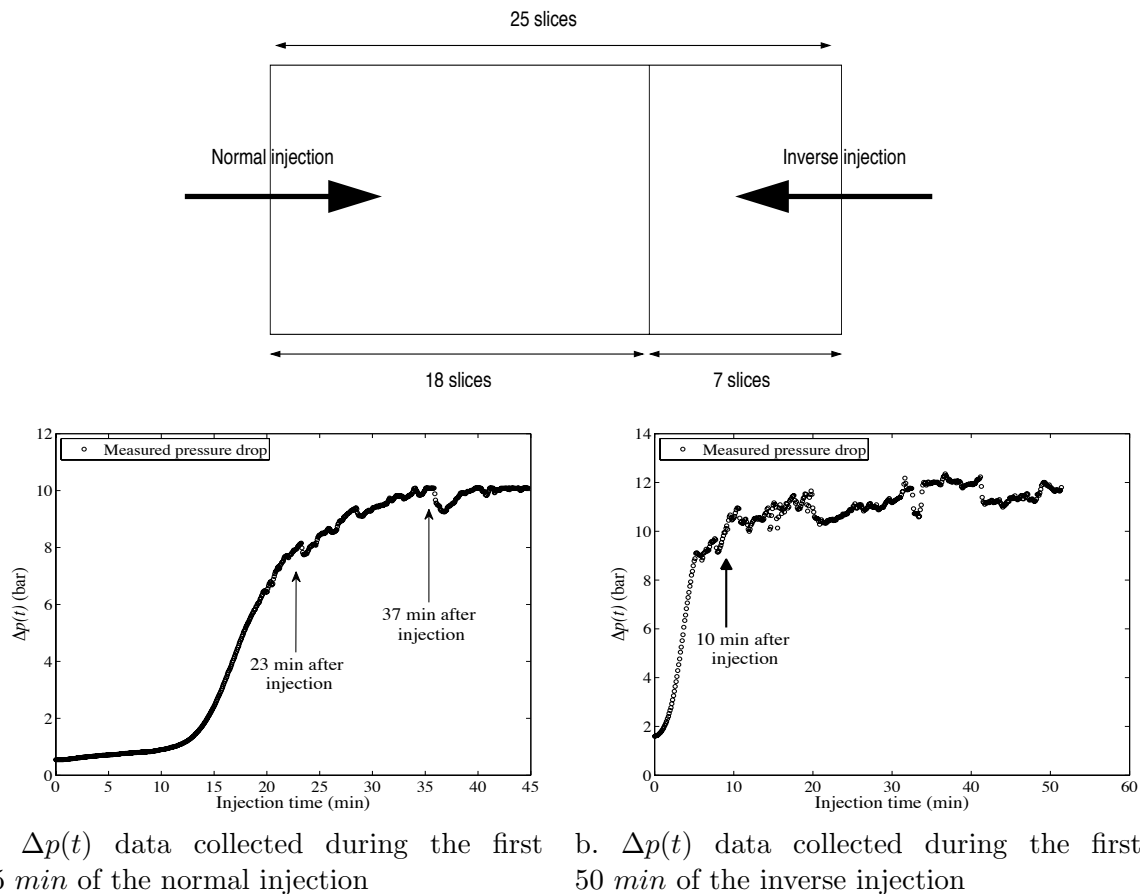 25 slices
Normal injection
Inverse injection
18 slices
7 slices
12
10
8
6
4
2
0
Measured pressure drop
Δp(t) (bar)
23 min after
injection
37 min after
injection
0 5 10 15 20 25 30 35 40 45
Injection time (min)
14
12
10
8
6
4
2
0
Measured pressure drop
Δp(t) (bar)
10 min after
injection
0 10 20 30 40 50 60
Injection time (min)
Δp(t) data collected during the first
5 min of the normal injection
b. Δp(t) data collected during the first
50 min of the inverse injection